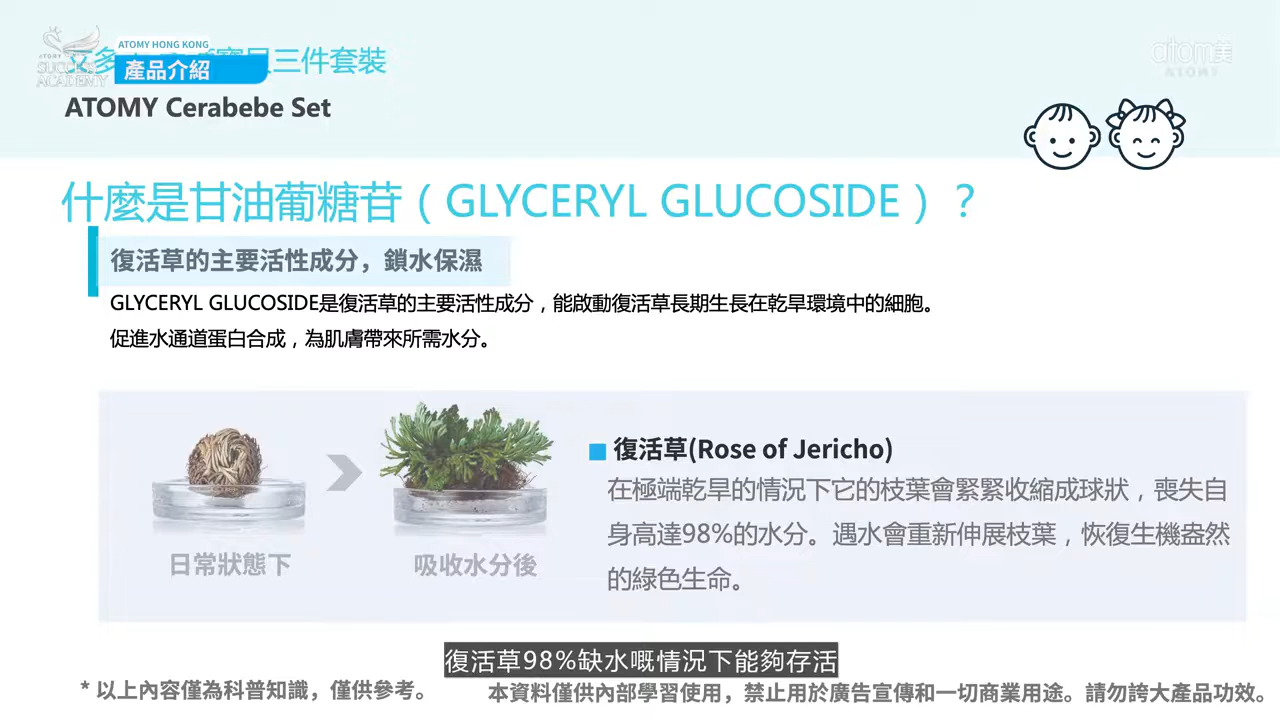 ATOMY HONG KONG
產品介紹
三件套裝
ATOMY
SUCCESS
ACADEMY
atom美
ATOMY
ATOMY Cerabebe Set
什麼是甘油葡糖苷（GLYCERYL GLUCOSIDE）？
復活草的主要活性成分，鎖水保濕
GLYCERYL GLUCOSIDE是復活草的主要活性成分，能啟動復活草長期生長在乾旱環境中的細胞。
促進水通道蛋白合成，為肌膚帶來所需水分。
復活草(Rose of Jericho)
在極端乾旱的情況下它的枝葉會緊緊收縮成球狀，喪失自
身高達98%的水分。遇水會重新伸展枝葉，恢復生機盎然
的綠色生命。
日常狀態下
吸收水分後
復活草98%缺水嘅情況下能夠存活
* 以上內容僅為科普知識，僅供參考。
本資料僅供內部學習使用，禁止用於廣告宣傳和一切商業用途。請勿誇大產品功效。